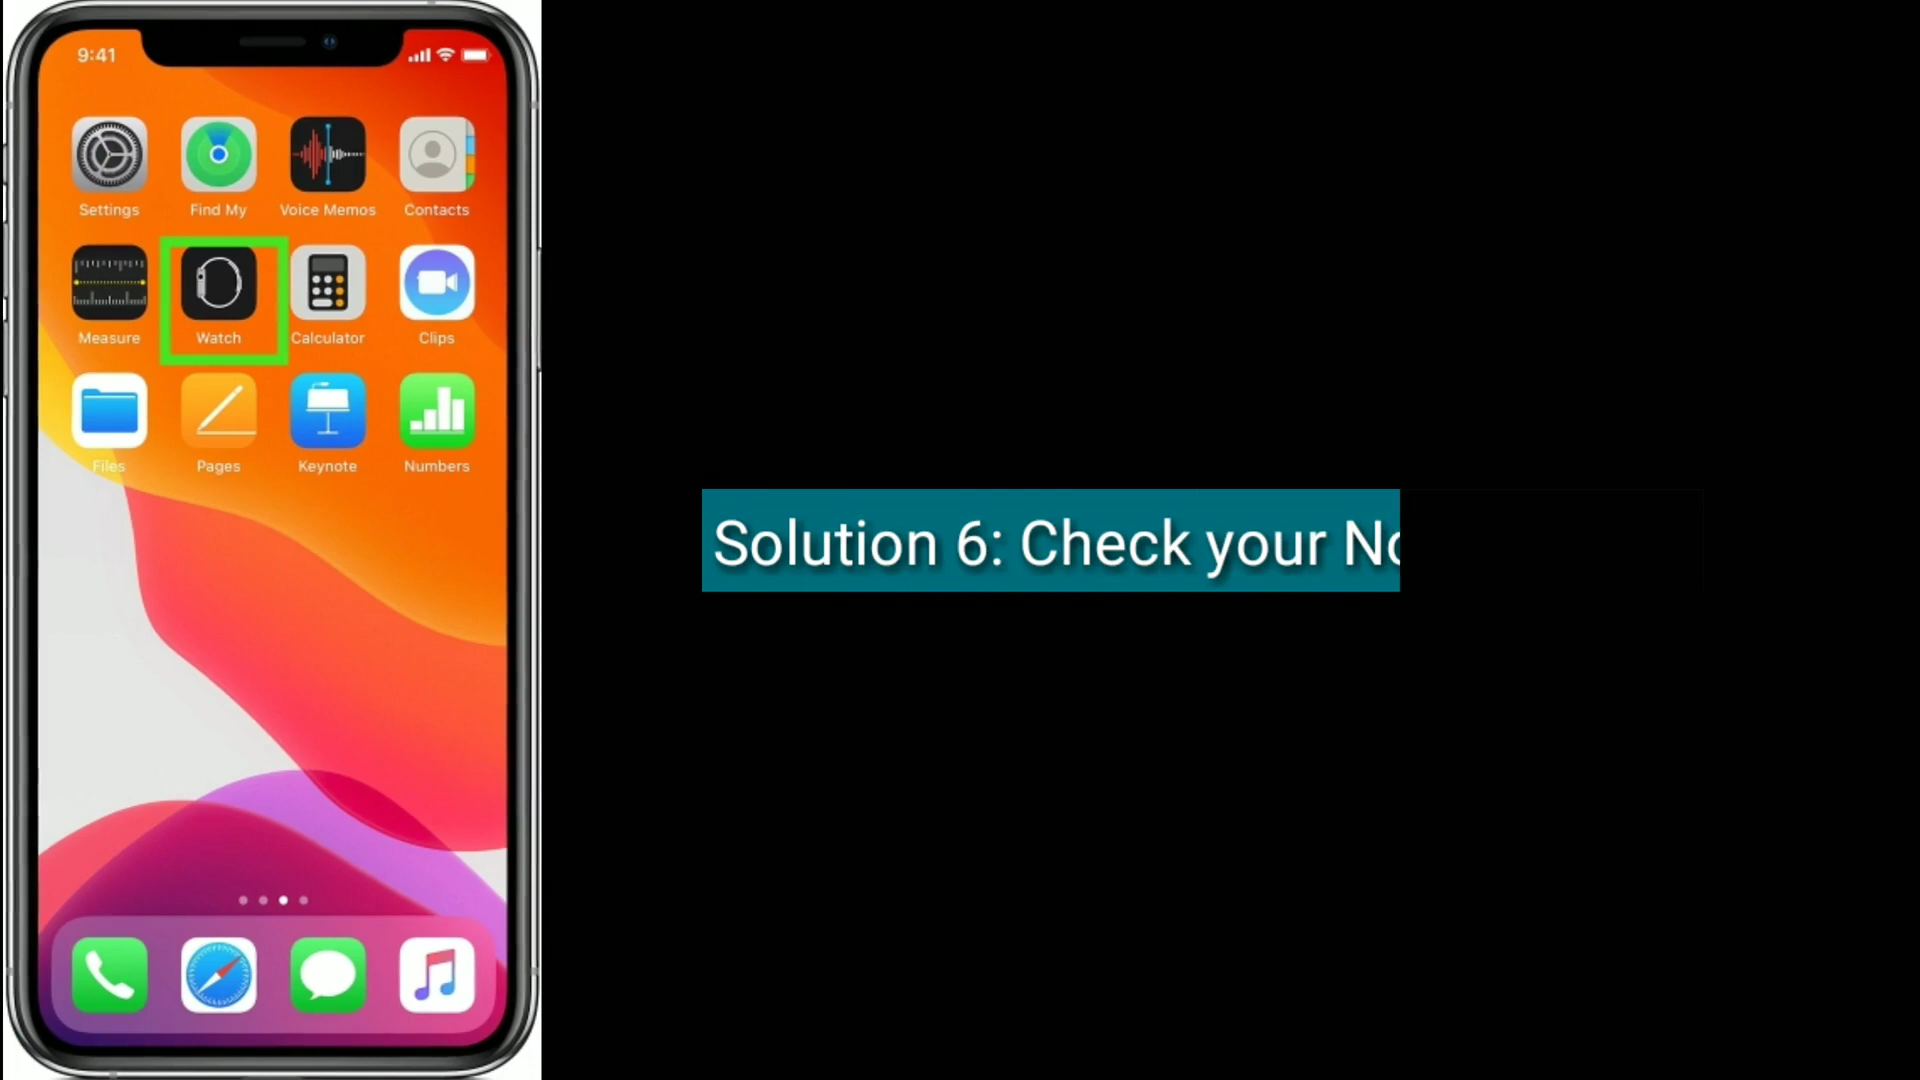 9:41
Settings
Find My
Voice Memos
Contacts
Measure
Watch
Calculator
Clips
Files
Pages
Keynote
Numbers
Solution 6: Check your